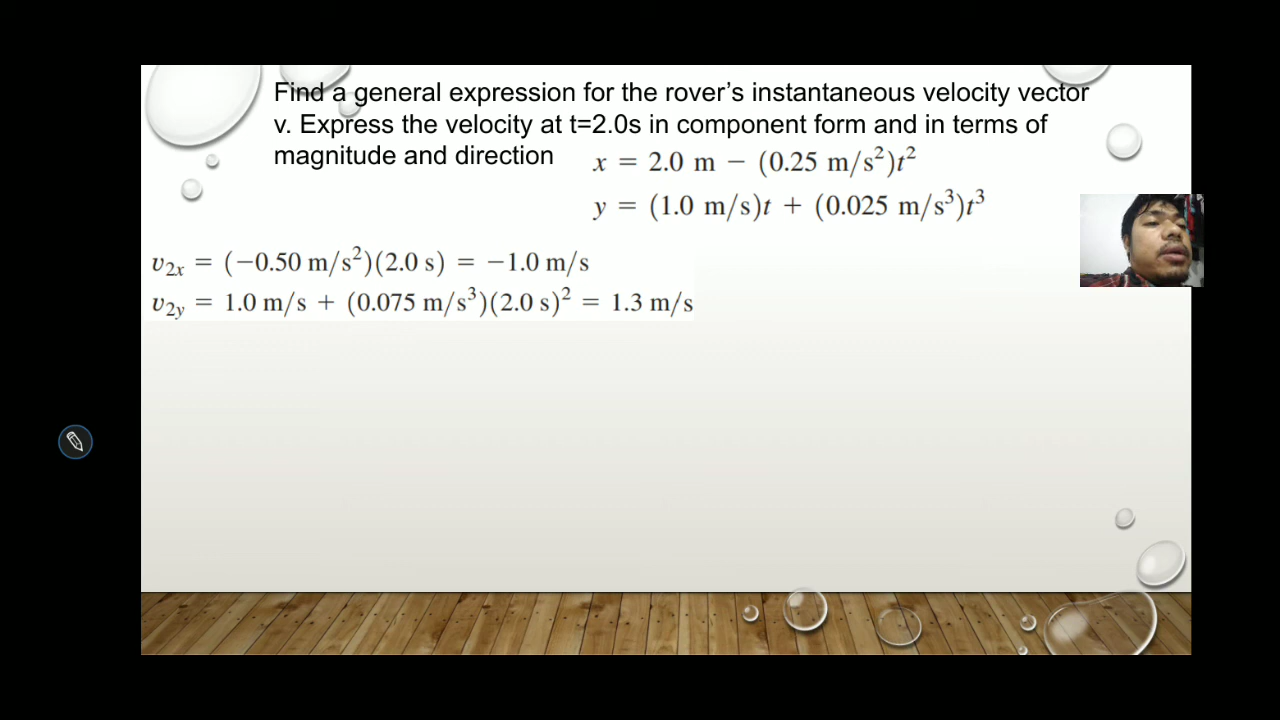 Find a general expression for the rover’s instantaneous velocity vector
v. Express the velocity at t=2.0s in component form and in terms of
magnitude and direction
x = 2.0 m − (0.25 m/s²)t²
y = (1.0 m/s)t + (0.025 m/s³)t³
v₂ₓ = (−0.50 m/s²)(2.0 s) = −1.0 m/s
v₂y = 1.0 m/s + (0.075 m/s³)(2.0 s)² = 1.3 m/s